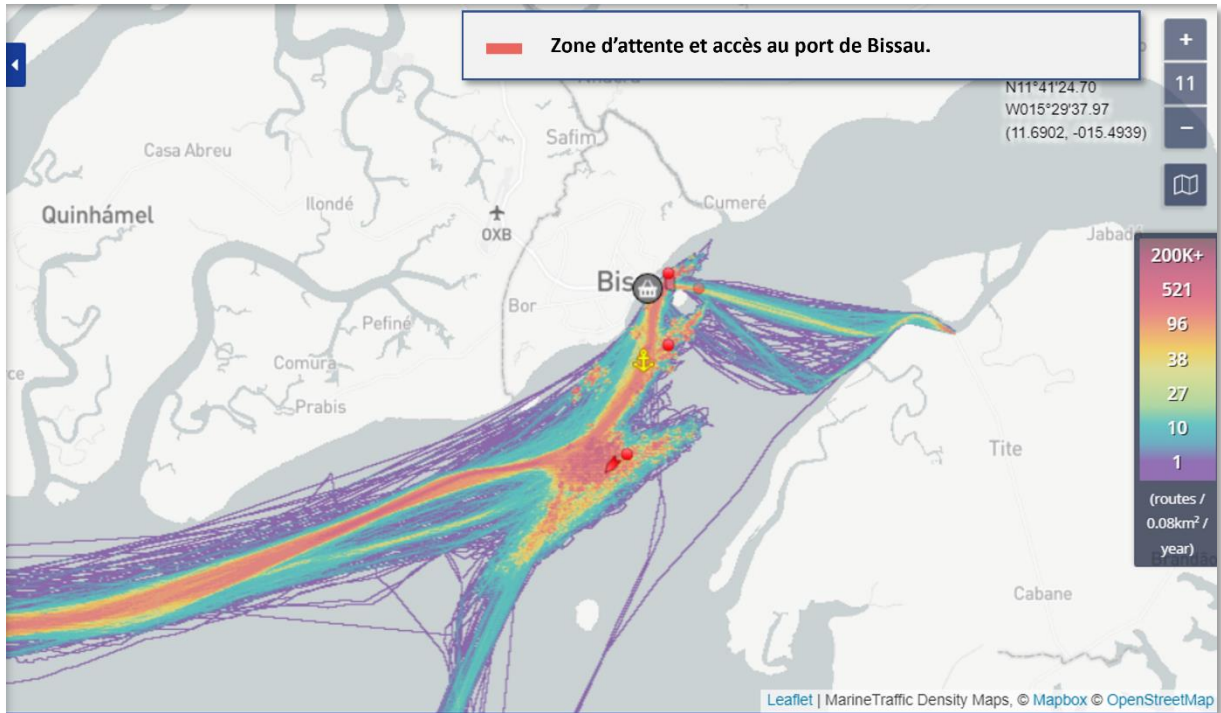 Zone d'attente et accès au port de Bissau.
+
11
−
N11°41'24.70
W015°29'37.97
(11.6902, -015.4939)
Safim
Casa Abreu
Ilondé
Quinhámel
Cumeré
OXB
Jabadá
Bissau
Bor
Pefiné
Comura
Prabis
Tite
Cabane
200K+
521
96
38
27
10
1
(routes /
0.08km² /
year)
Leaflet | MarineTraffic Density Maps, © Mapbox © OpenStreetMap